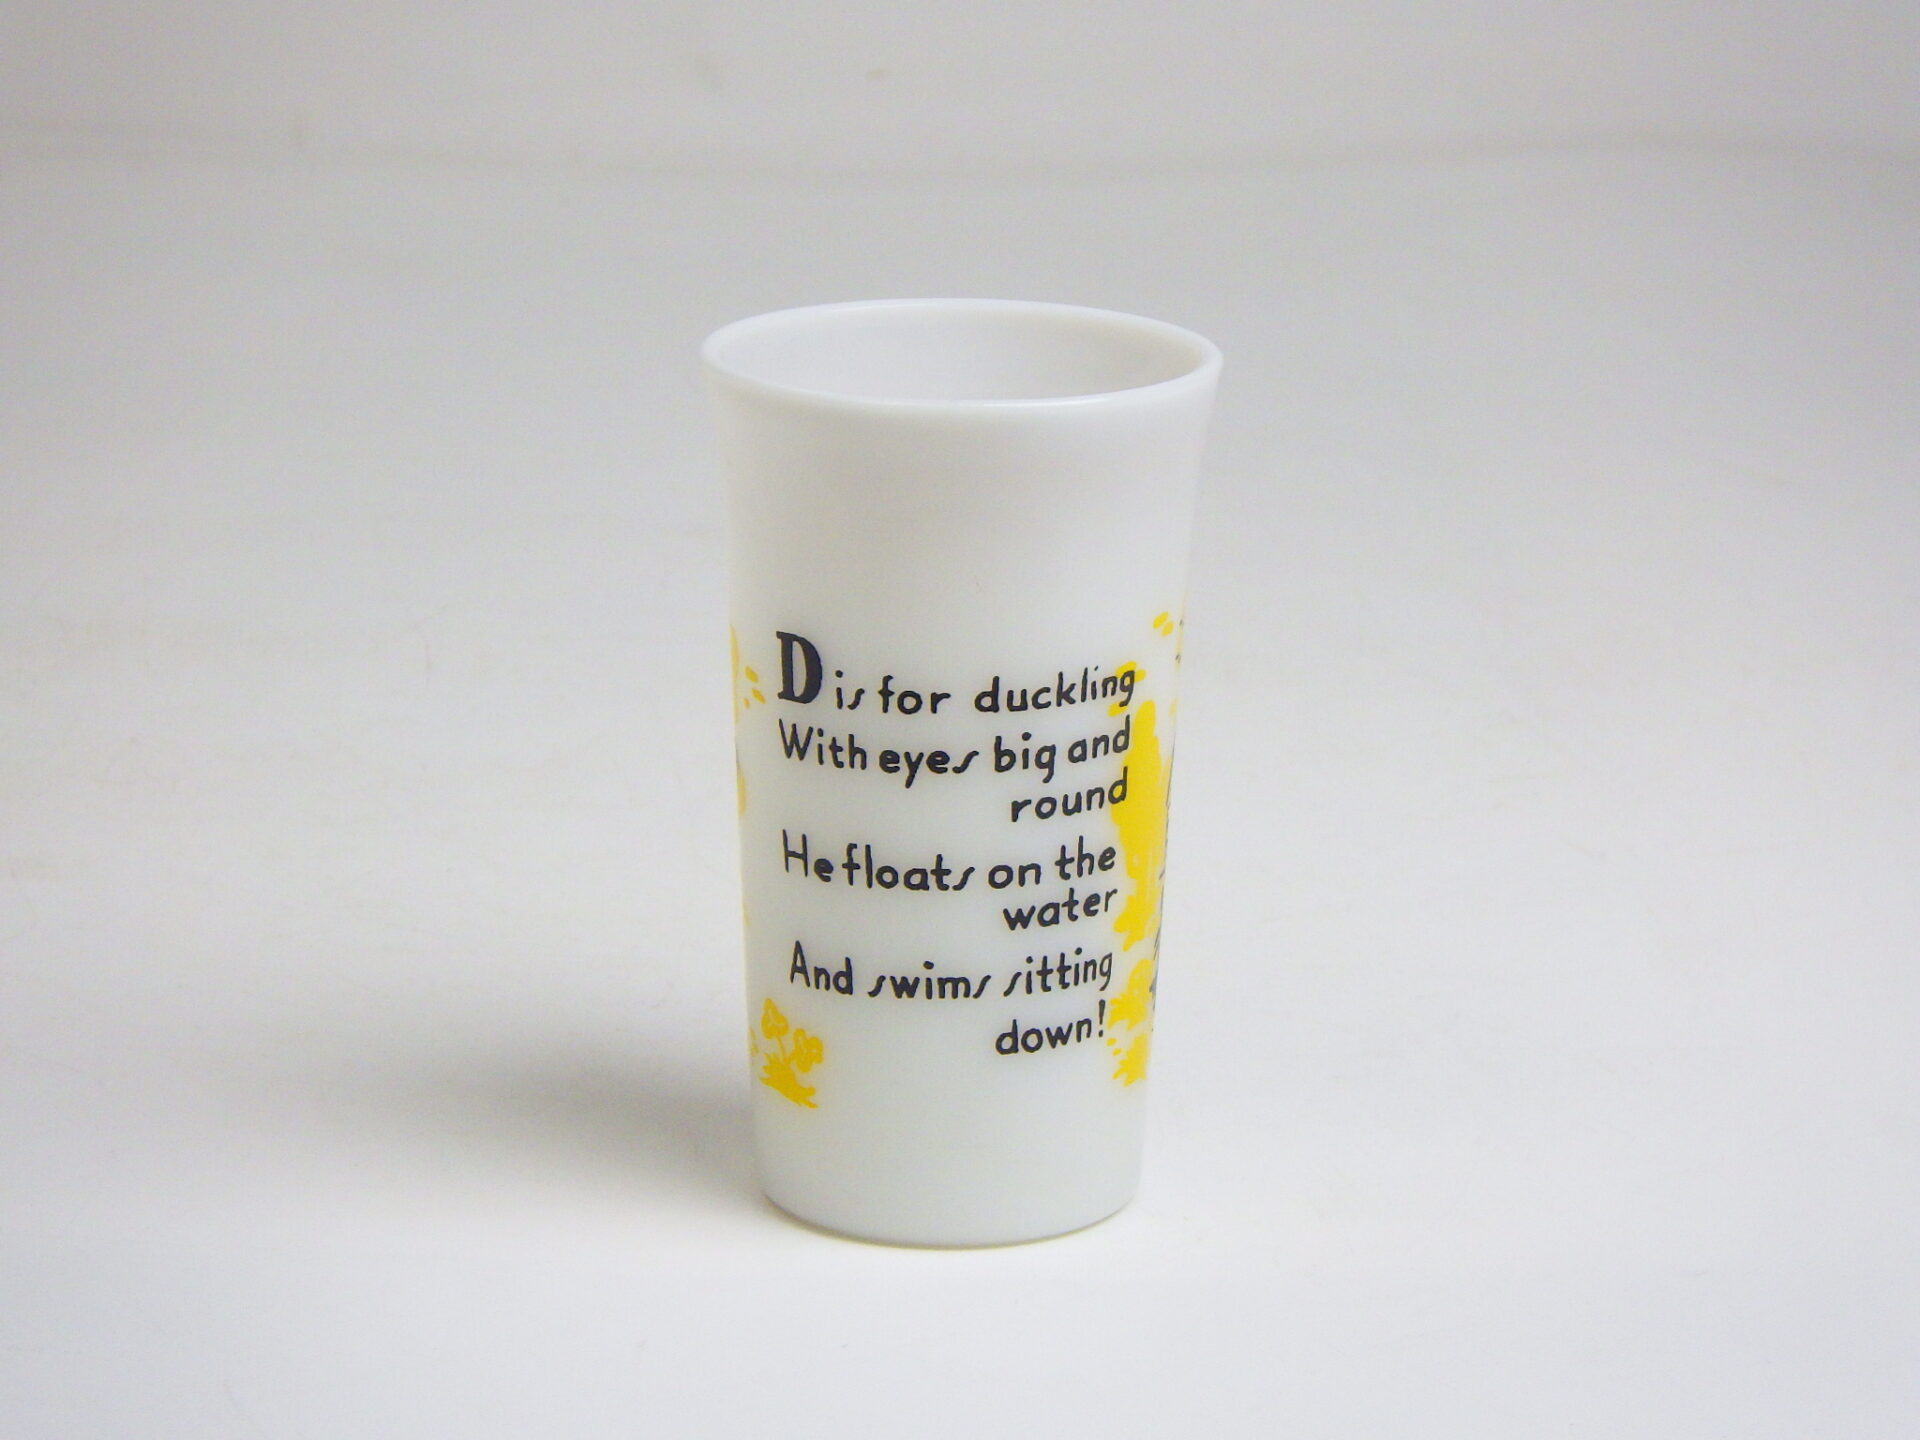 D is for duckling
With eyes big and
round
He floats on the
water
And swims sitting
down!